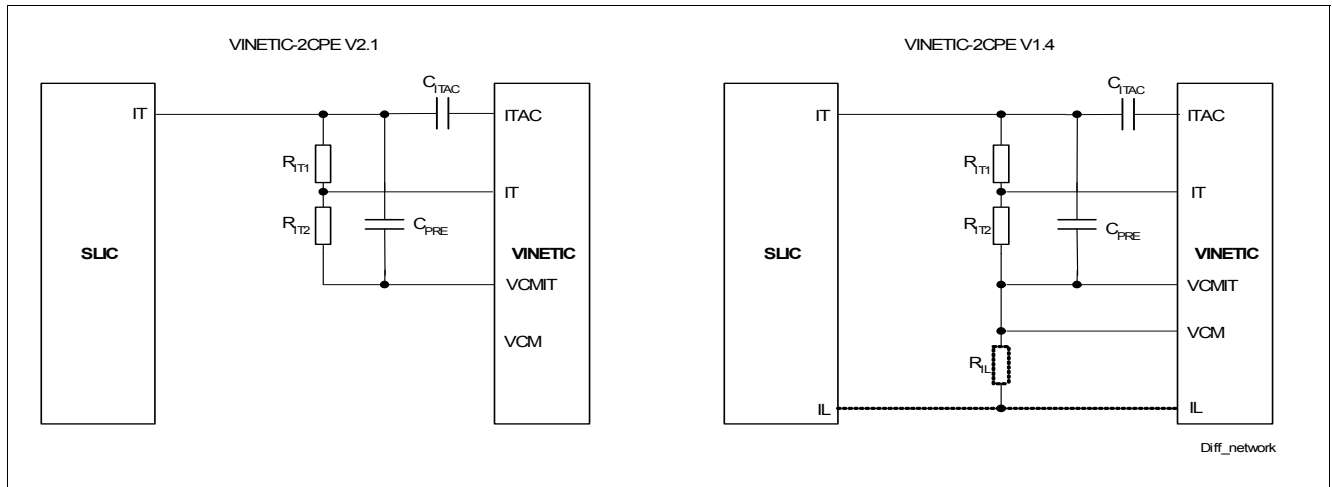 VINETIC-2CPE V2.1
SLIC
IT
C_ITAC
R_IT1
R_IT2
C_PRE
ITAC
IT
VINETIC
VCMIT
VCM
VINETIC-2CPE V1.4
SLIC
IT
IL
C_ITAC
R_IT1
R_IT2
C_PRE
R_IL
ITAC
IT
VINETIC
VCMIT
VCM
IL
Diff_network